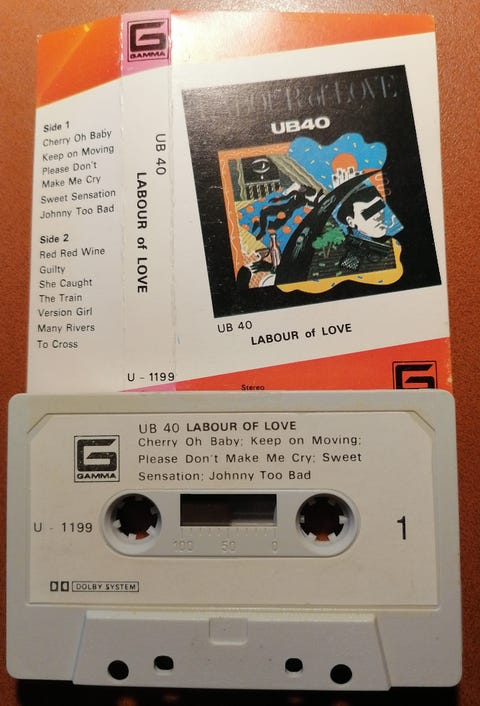 GAMMA
Side 1
Cherry Oh Baby
Keep on Moving
Please Don't
Make Me Cry
Sweet Sensation
Johnny Too Bad
Side 2
Red Red Wine
Guilty
She Caught
The Train
Version Girl
Many Rivers
To Cross
UB 40
LABOUR of LOVE
U - 1199
LABOUR of LOVE
UB40
UB 40
LABOUR of LOVE
Stereo
UB 40 LABOUR OF LOVE
Cherry Oh Baby; Keep on Moving;
Please Don't Make Me Cry; Sweet
Sensation; Johnny Too Bad
GAMMA
U - 1199
1
100 50 0
DOLBY SYSTEM